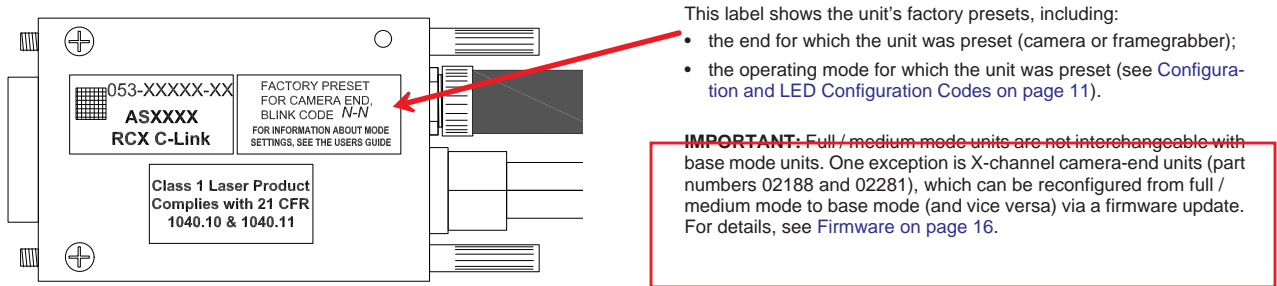 053-XXXXX-XX
ASXXXX
RCX C-Link
FACTORY PRESET
FOR CAMERA END,
BLINK CODE N-N
FOR INFORMATION ABOUT MODE
SETTINGS, SEE THE USERS GUIDE
Class 1 Laser Product
Complies with 21 CFR
1040.10 & 1040.11
This label shows the unit's factory presets, including:
• the end for which the unit was preset (camera or framegrabber);
• the operating mode for which the unit was preset (see Configura-
tion and LED Configuration Codes on page 11).
IMPORTANT: Full / medium mode units are not interchangeable with
base mode units. One exception is X-channel camera-end units (part
numbers 02188 and 02281), which can be reconfigured from full /
medium mode to base mode (and vice versa) via a firmware update.
For details, see Firmware on page 16.